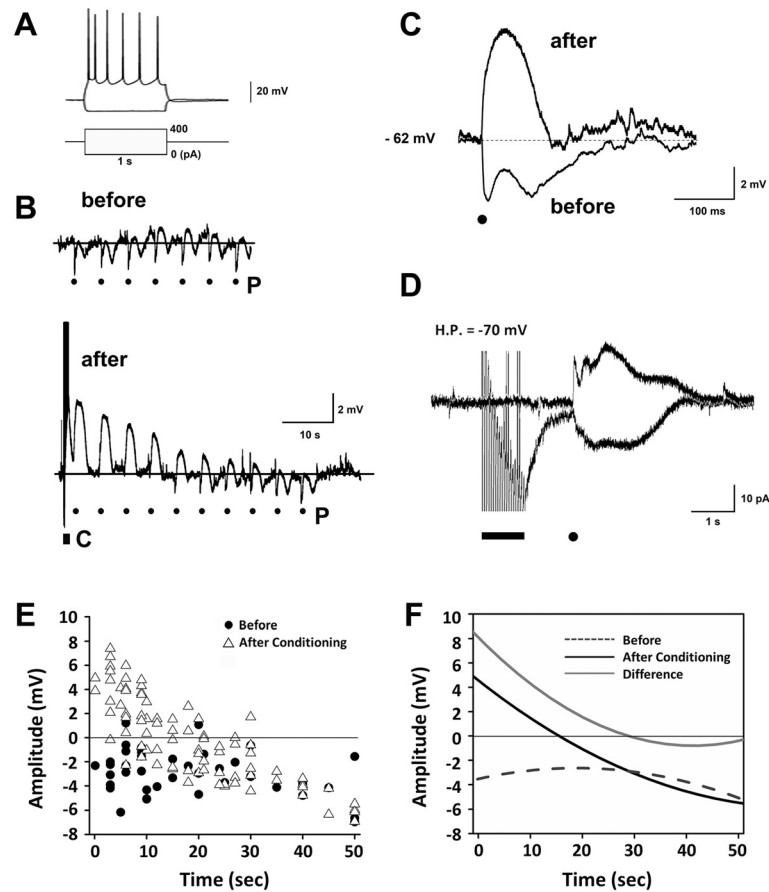 A
20 mV
400
1 s
0 (pA)
B
before
P
after
2 mV
10 s
P
C
C
after
- 62 mV
before
2 mV
100 ms
D
H.P. = -70 mV
10 pA
1 s
E
Before
After Conditioning
10
8
6
4
2
0
-2
-4
-6
-8
Amplitude (mV)
0 10 20 30 40 50
Time (sec)
F
Before
After Conditioning
Difference
10
8
6
4
2
0
-2
-4
-6
-8
Amplitude (mV)
0 10 20 30 40 50
Time (sec)